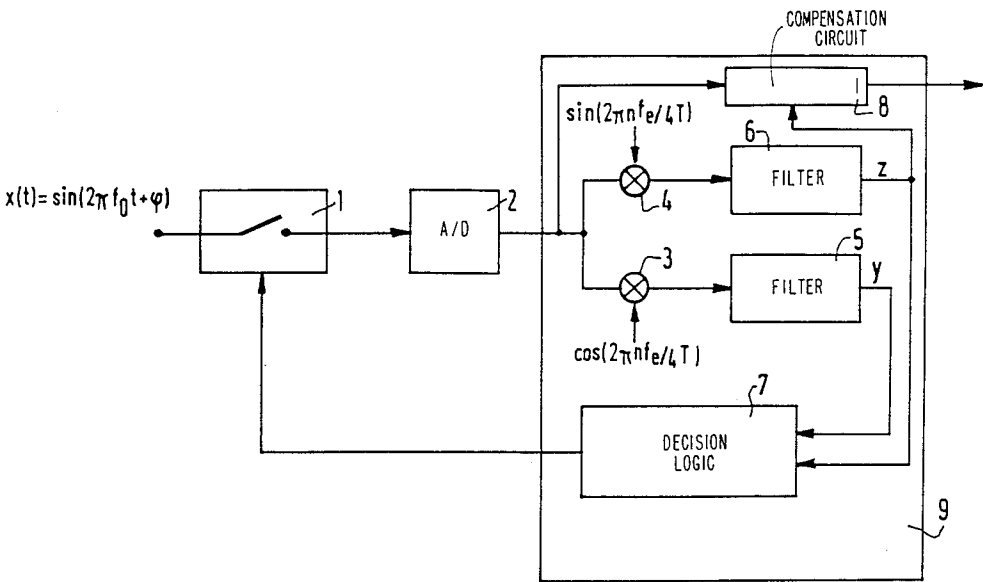 COMPENSATION
CIRCUIT
8
sin(2πnfe/4T)
6
x(t)=sin(2πf0t+φ)
1
2
A/D
4
FILTER
z
3
5
FILTER
y
cos(2πnfe/4T)
7
DECISION
LOGIC
9